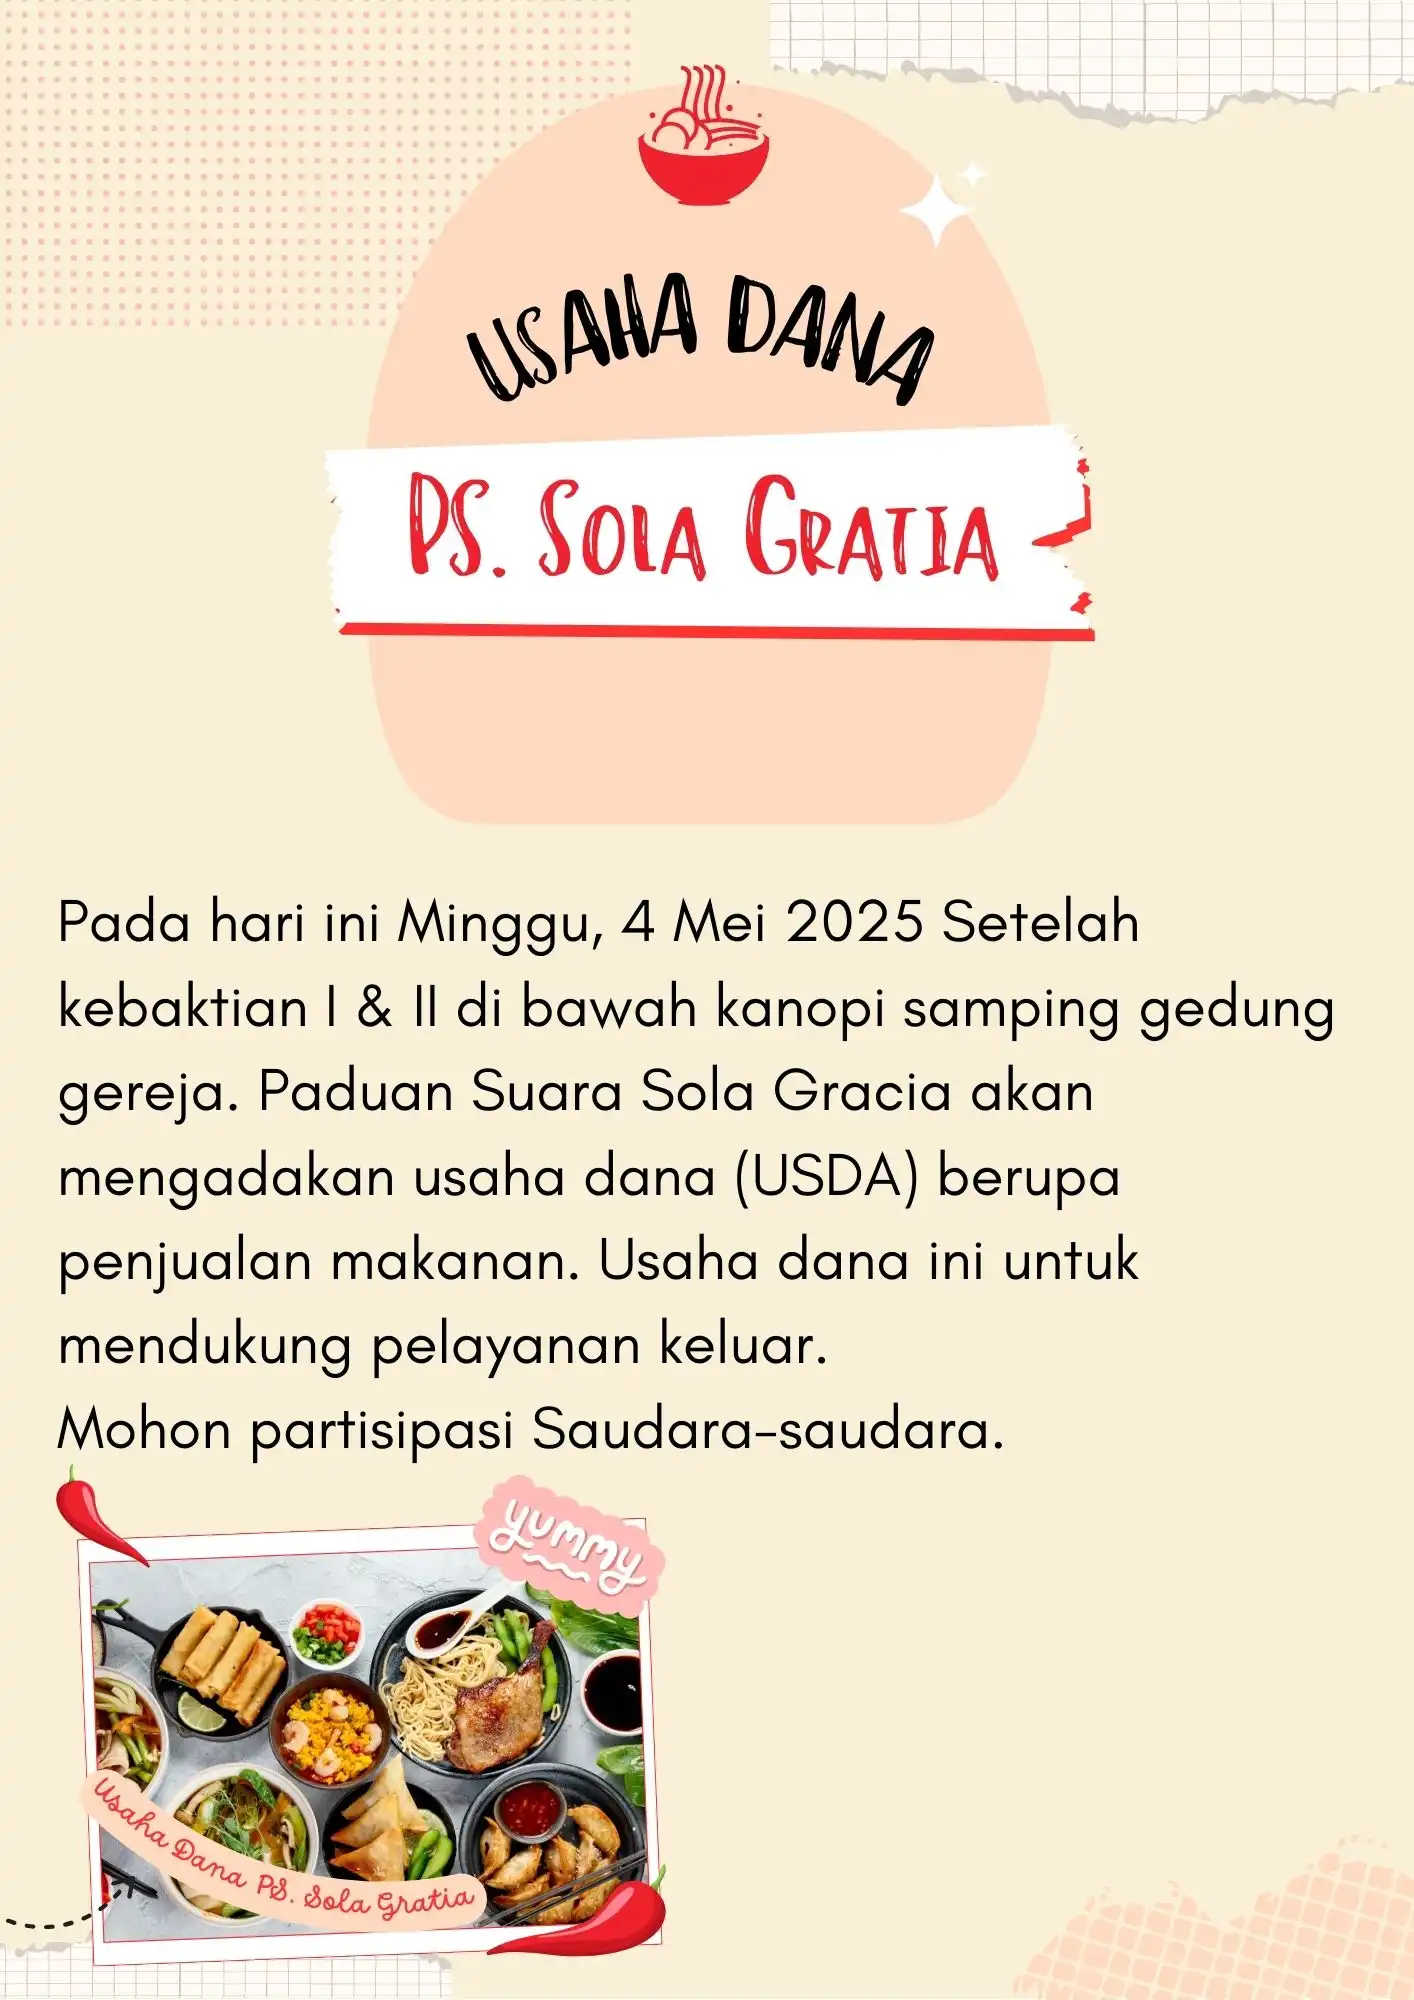 USAHA DANA
PS. SOLA GRATIA
Pada hari ini Minggu, 4 Mei 2025 Setelah
kebaktian I & II di bawah kanopi samping gedung
gereja. Paduan Suara Sola Gracia akan
mengadakan usaha dana (USDA) berupa
penjualan makanan. Usaha dana ini untuk
mendukung pelayanan keluar.
Mohon partisipasi Saudara-saudara.
yummy
Usaha Dana PS. Sola Gratia